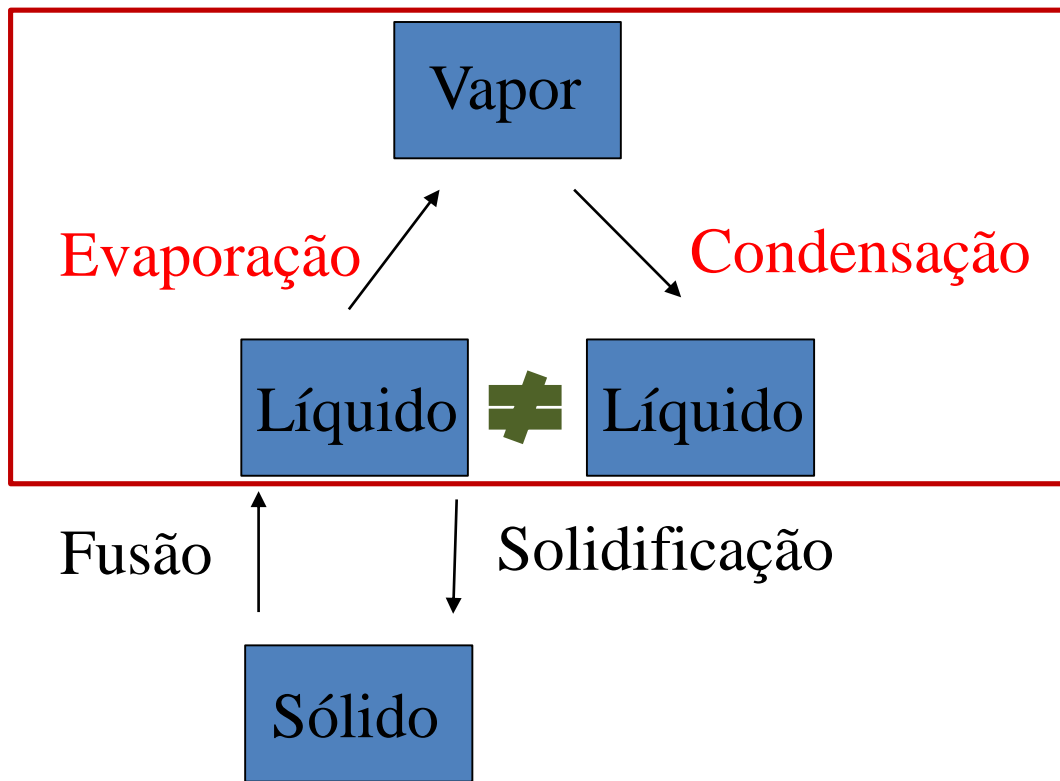 Vapor
Evaporação
Condensação
Líquido
≠
Líquido
Fusão
Solidificação
Sólido